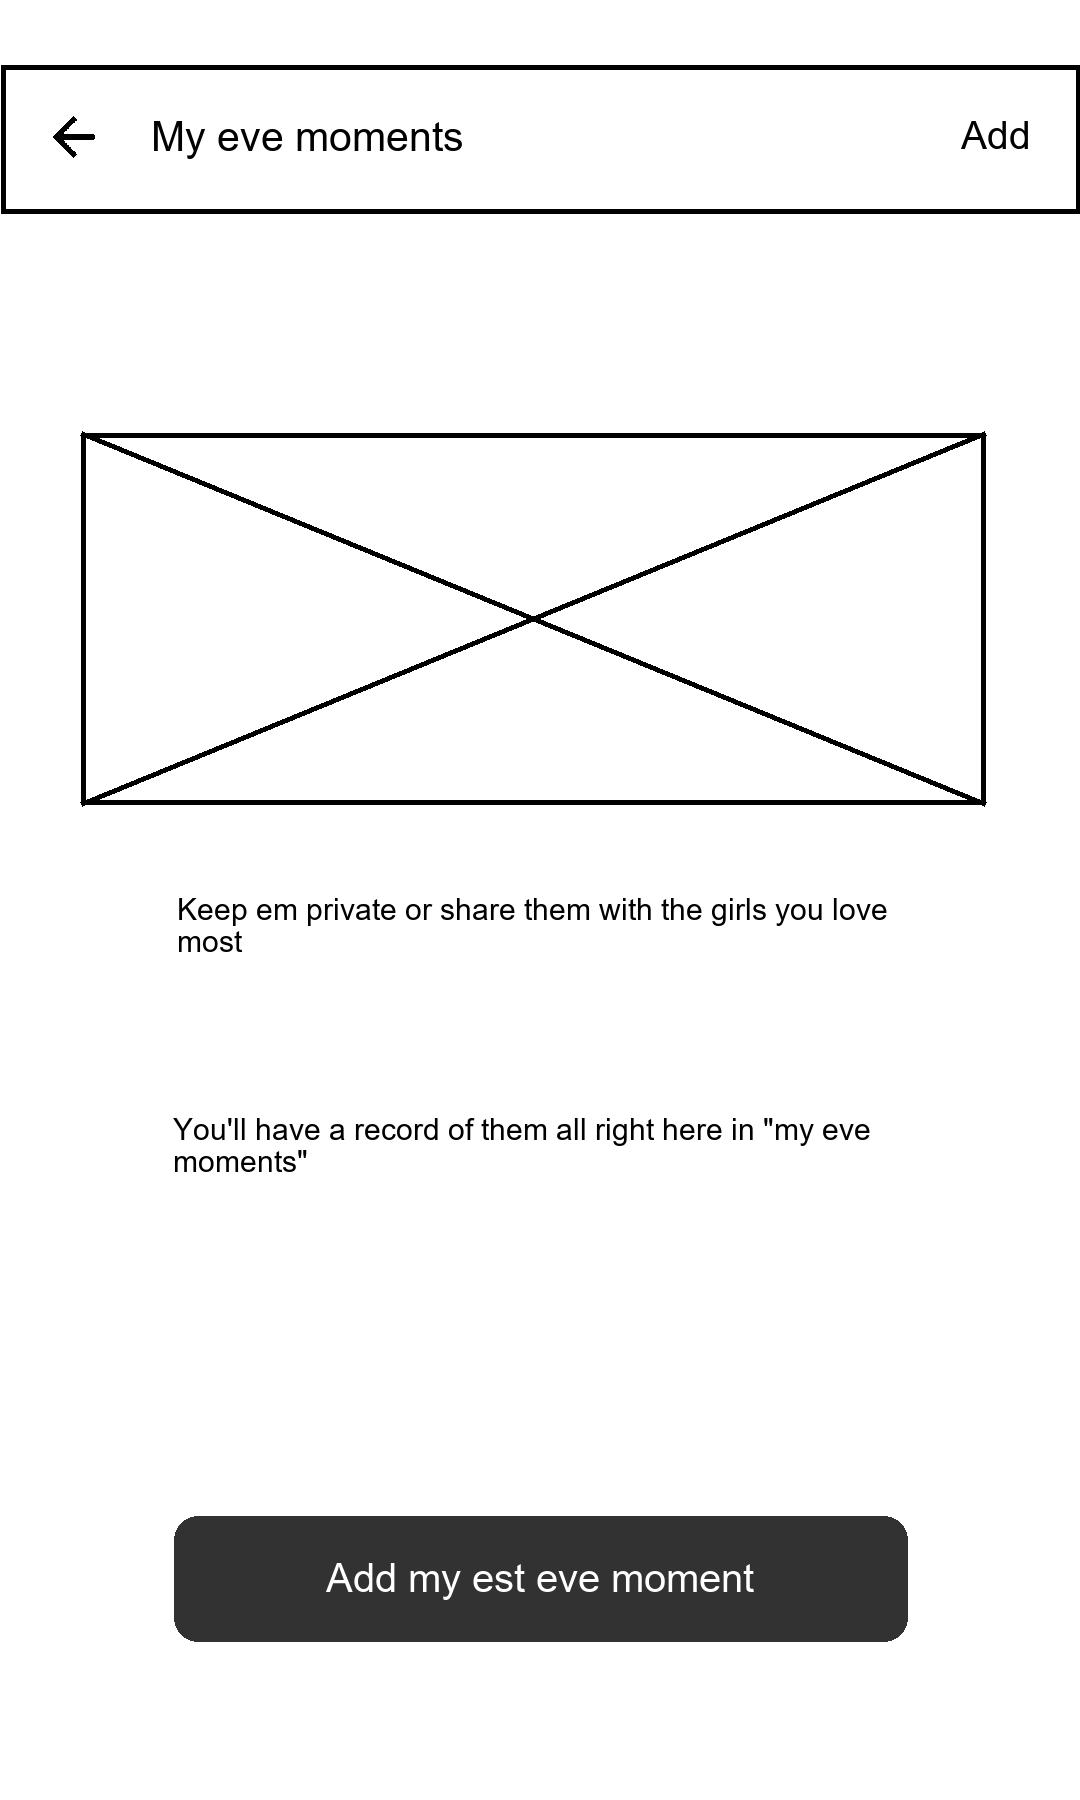 My eve moments
Add
Keep em private or share them with the girls you love
most
You'll have a record of them all right here in "my eve
moments"
Add my est eve moment